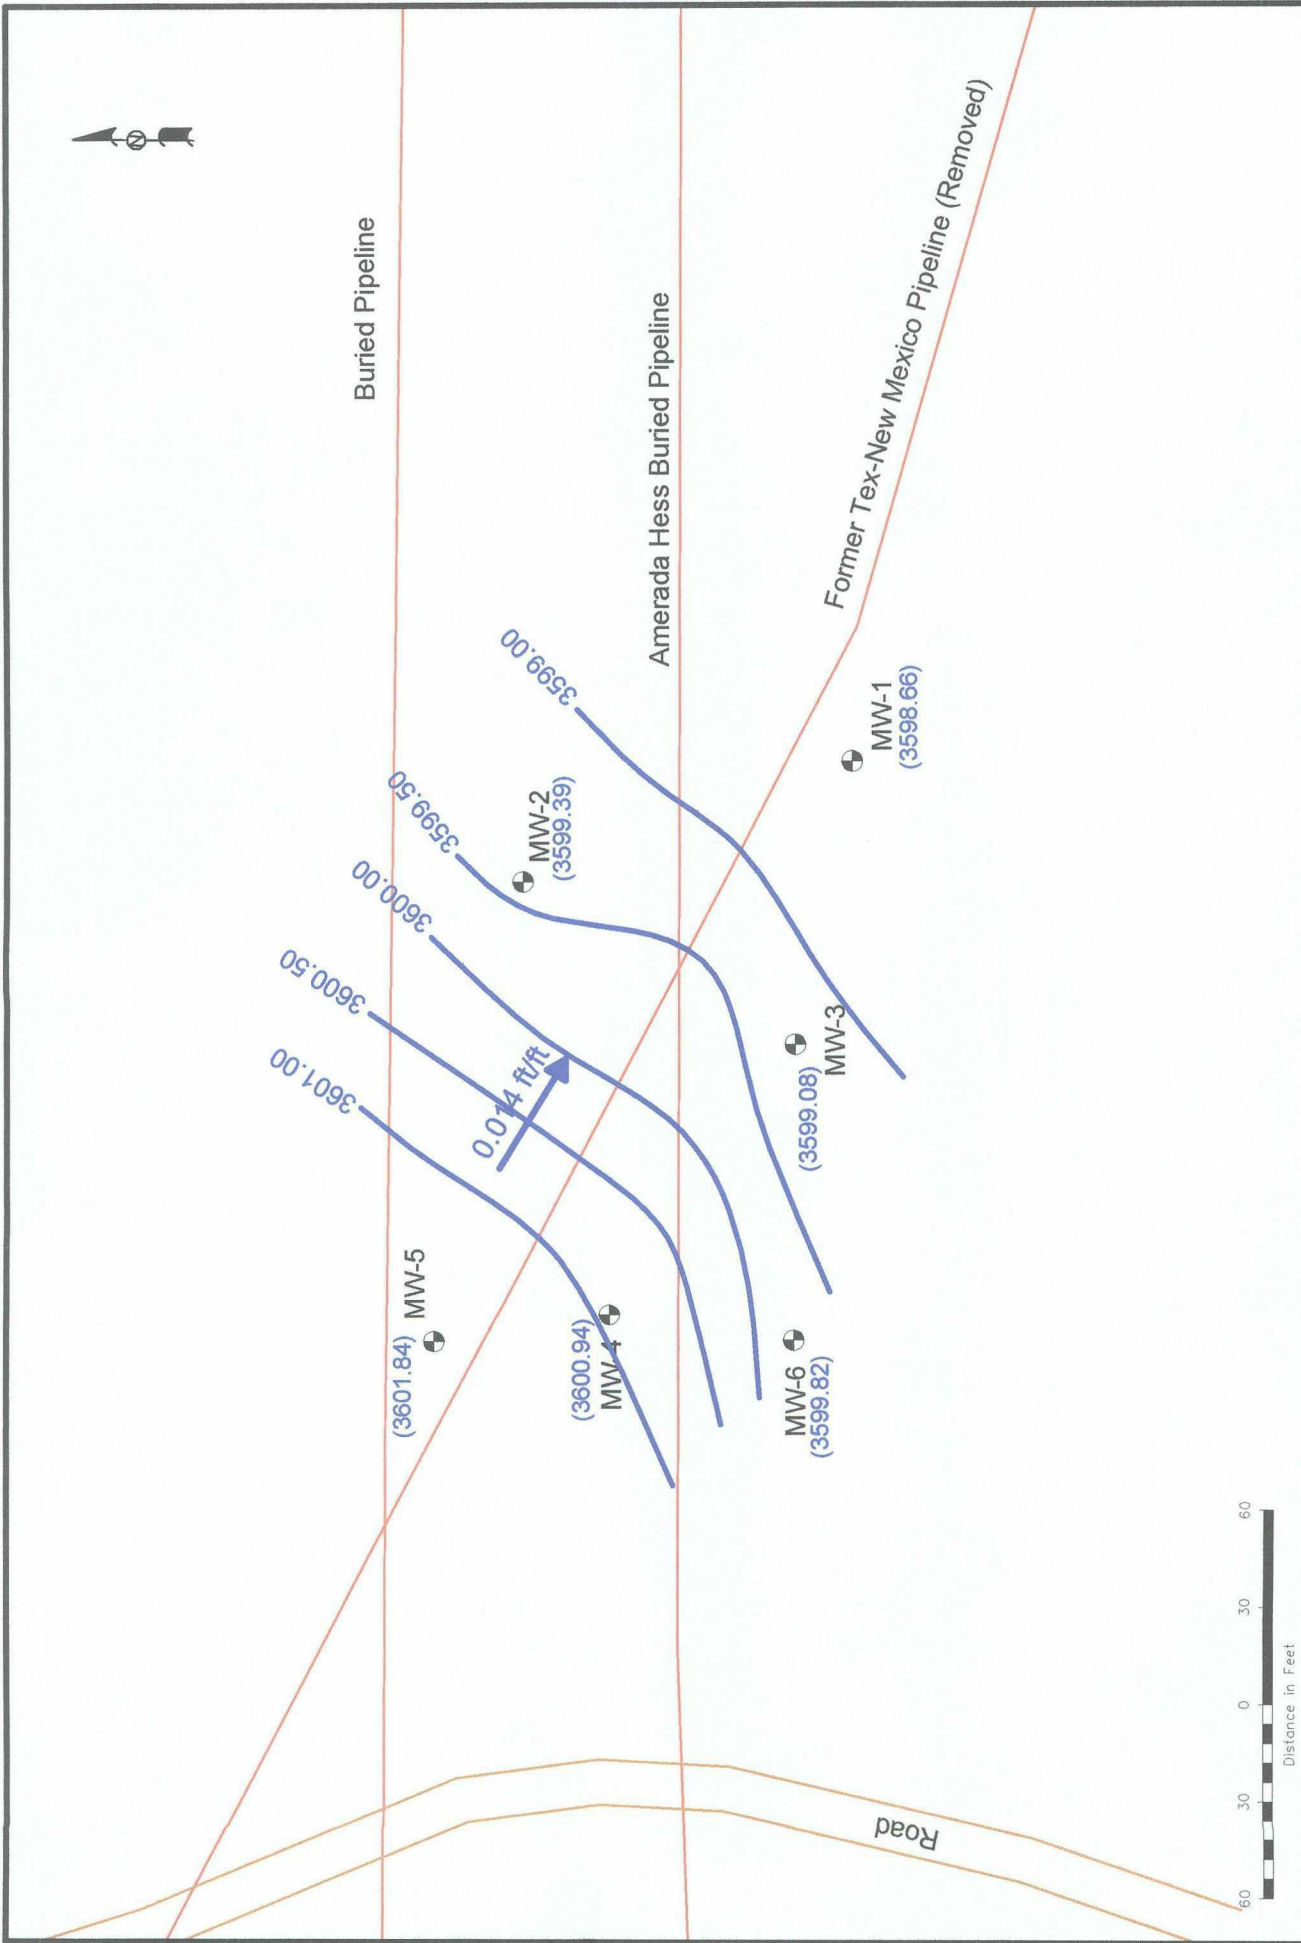 N
Buried Pipeline
Amerada Hess Buried Pipeline
Former Tex-New Mexico Pipeline (Removed)
3601.00
3600.50
3600.00
3599.50
3599.00
0.014 ft/ft
MW-5
(3601.84)
(3600.94)
MW-4
MW-2
(3599.39)
MW-6
(3599.82)
(3599.08)
MW-3
MW-1
(3598.66)
Road
60 30 0 30 60
Distance in Feet